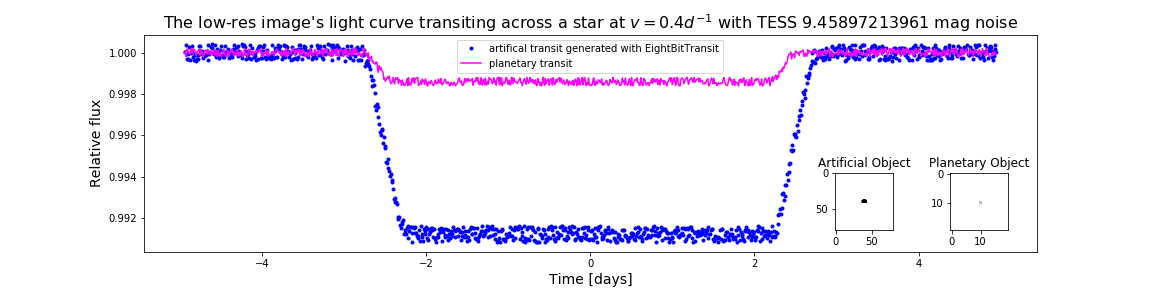 The low-res image's light curve transiting across a star at v = 0.4d⁻¹ with TESS 9.45897213961 mag noise
artifical transit generated with EightBitTransit
planetary transit
Relative flux
1.000
0.998
0.996
0.994
0.992
Artificial Object
0
50
0 50
Planetary Object
0
10
0 10
−4 −2 0 2 4
Time [days]